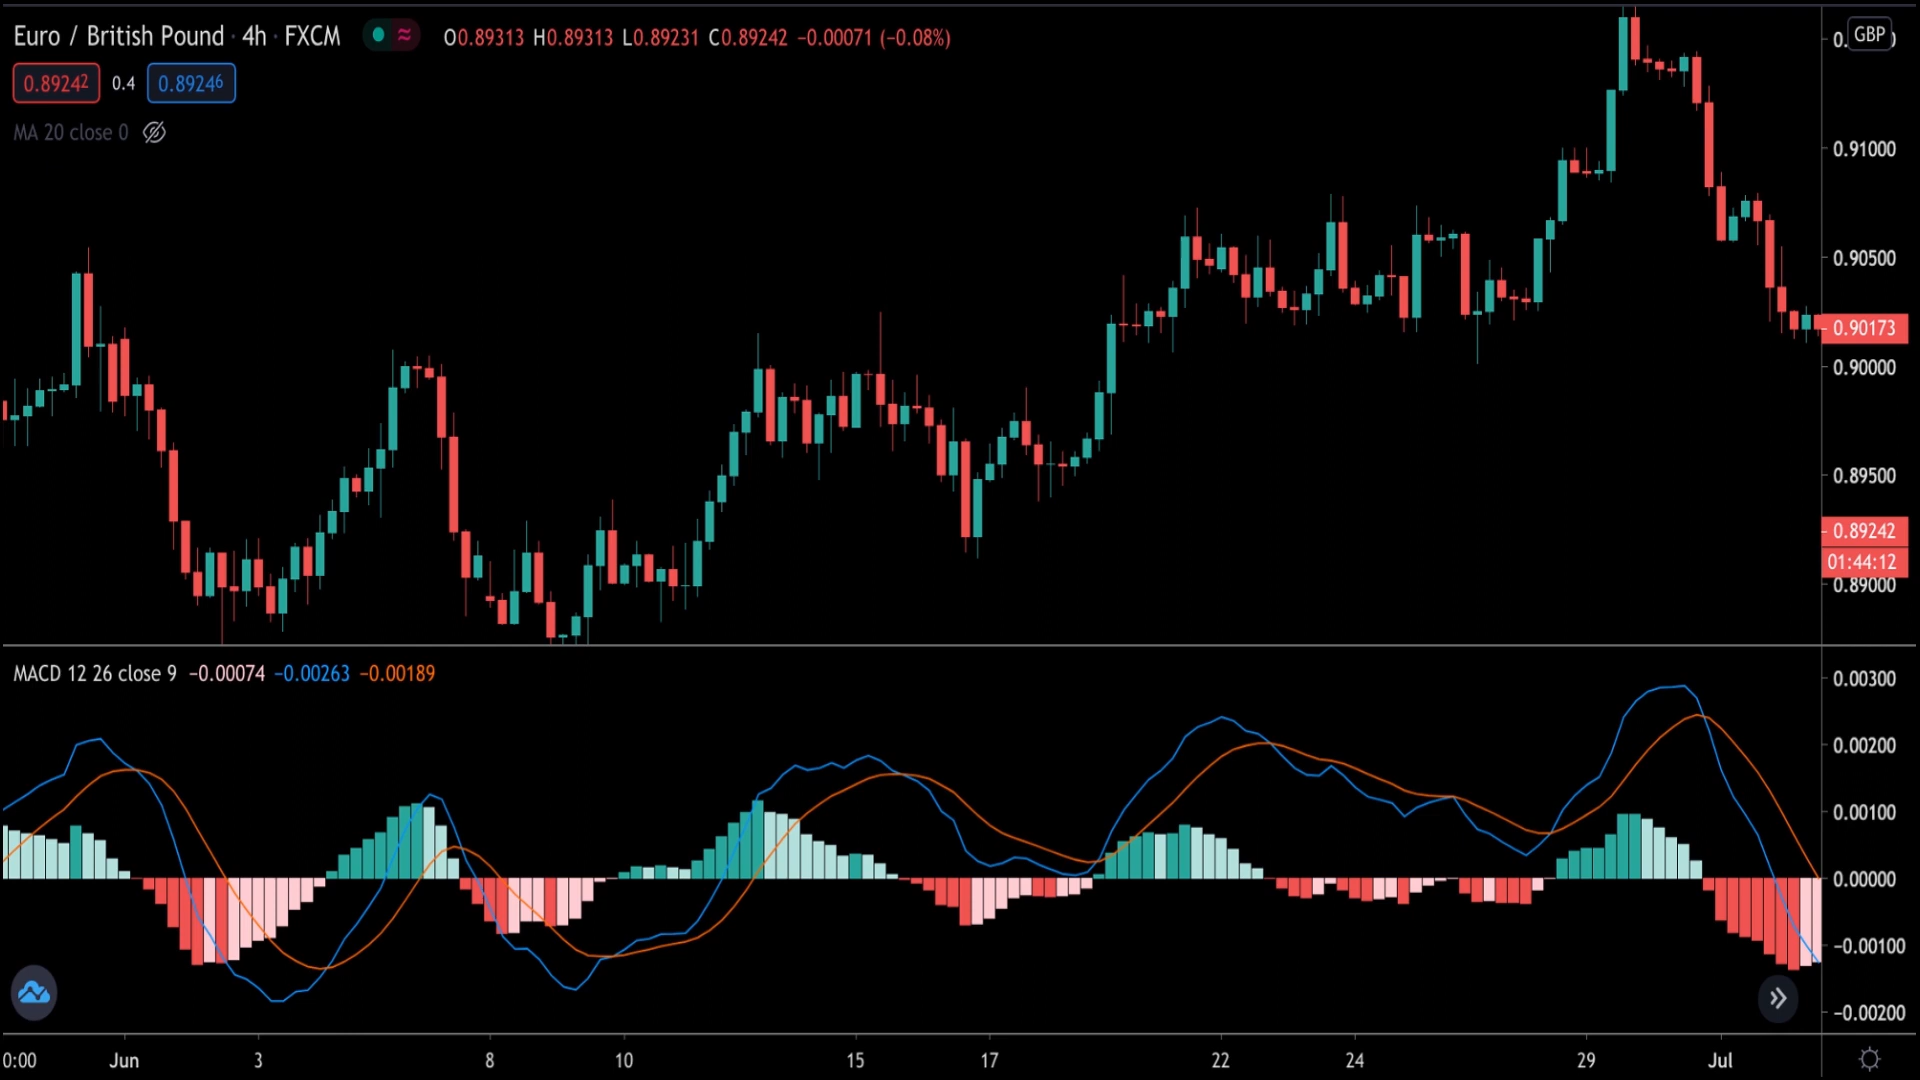 Euro / British Pound · 4h · FXCM O0.89313 H0.89313 L0.89231 C0.89242 −0.00071 (−0.08%)
0.89242 0.4 0.89246
MA 20 close 0
GBP
0.91000
0.90500
0.90173
0.90000
0.89500
0.89242
01:44:12
0.89000
MACD 12 26 close 9 −0.00074 −0.00263 −0.00189
0.00300
0.00200
0.00100
0.00000
−0.00100
−0.00200
0:00 Jun 3 8 10 15 17 22 24 29 Jul